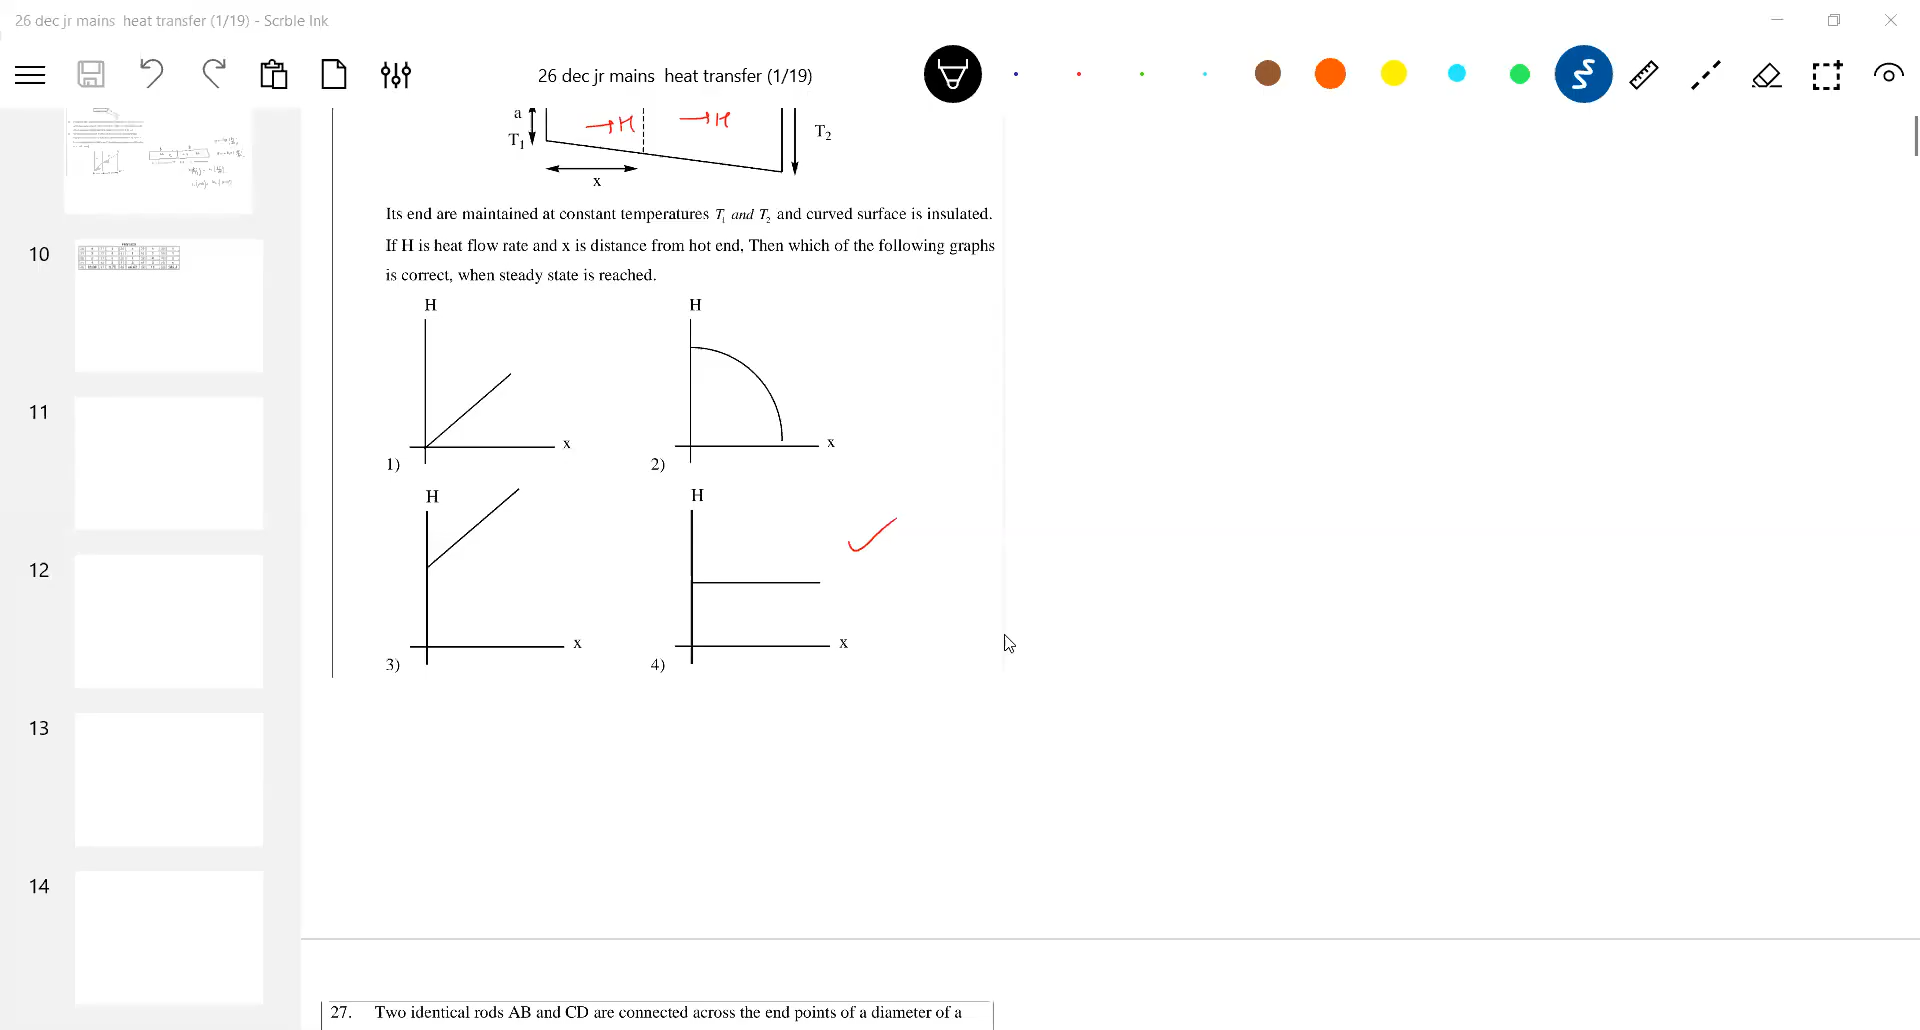 26 dec jr mains heat transfer (1/19) - Scrble Ink
26 dec jr mains heat transfer (1/19)
a
T1
→H
→H
T2
x
Its end are maintained at constant temperatures T1 and T2 and curved surface is insulated.
If H is heat flow rate and x is distance from hot end, Then which of the following graphs
is correct, when steady state is reached.
H
x
1)
H
x
2)
H
x
3)
H
x
4)
10
11
12
13
14
27. Two identical rods AB and CD are connected across the end points of a diameter of a